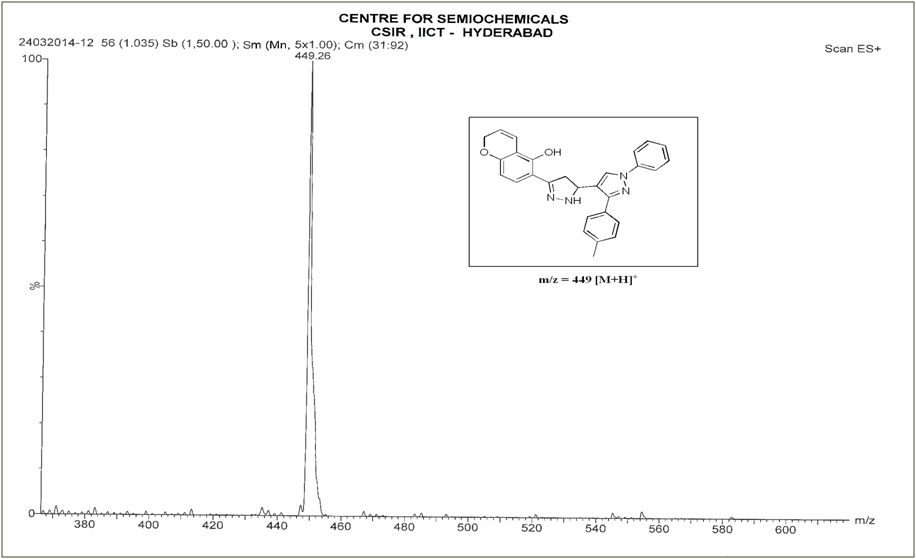 CENTRE FOR SEMIOCHEMICALS
CSIR , IICT - HYDERABAD
24032014-12 56 (1.035) Sb (1,50.00 ); Sm (Mn, 5x1.00); Cm (31:92)
Scan ES+
100
449.26
%
0
O
OH
N
NH
N
N
m/z = 449 [M+H]+
380 400 420 440 460 480 500 520 540 560 580 600 m/z